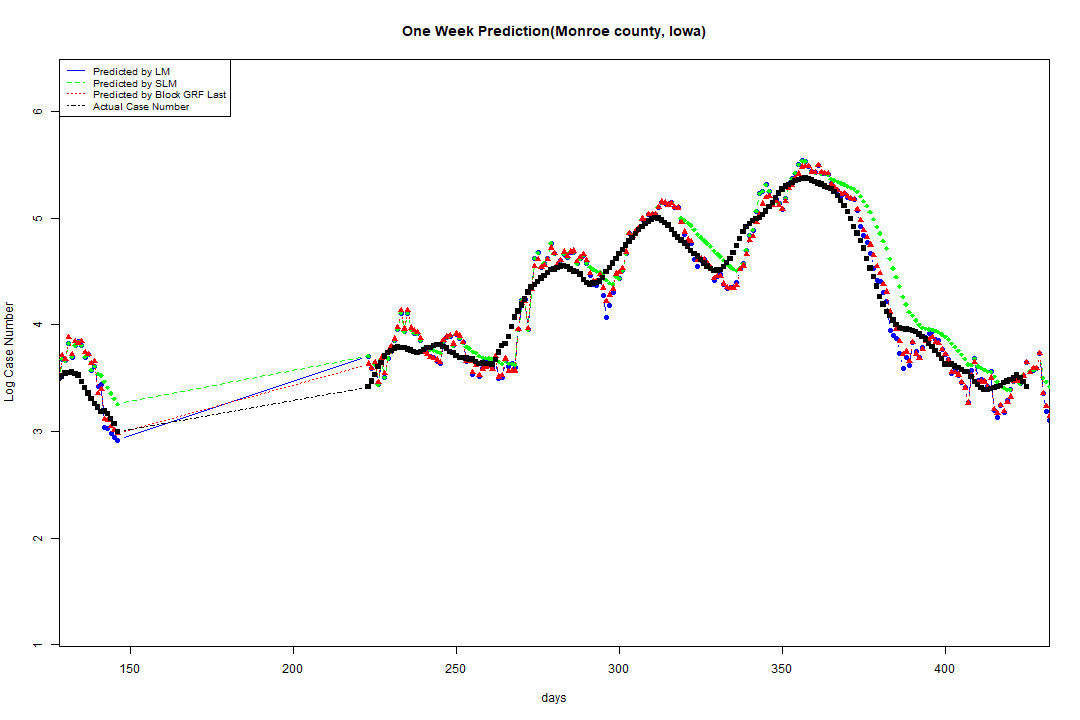 One Week Prediction(Monroe county, Iowa)
Predicted by LM
Predicted by SLM
Predicted by Block GRF Last
Actual Case Number
6
5
4
3
2
1
Log Case Number
150 200 250 300 350 400
days